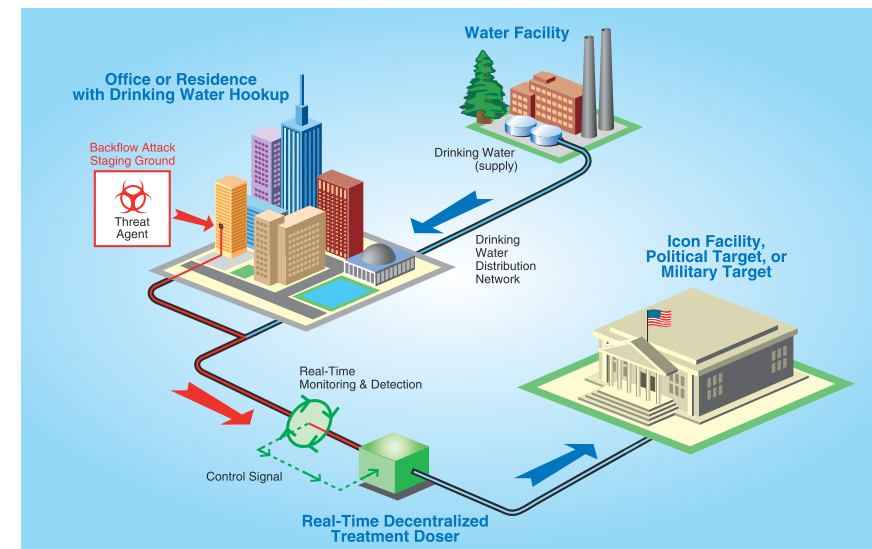 Water Facility
Office or Residence
with Drinking Water Hookup
Backflow Attack
Staging Ground
Threat
Agent
Drinking Water
(supply)
Drinking
Water
Distribution
Network
Icon Facility,
Political Target, or
Military Target
Real-Time
Monitoring & Detection
Control Signal
Real-Time Decentralized
Treatment Doser